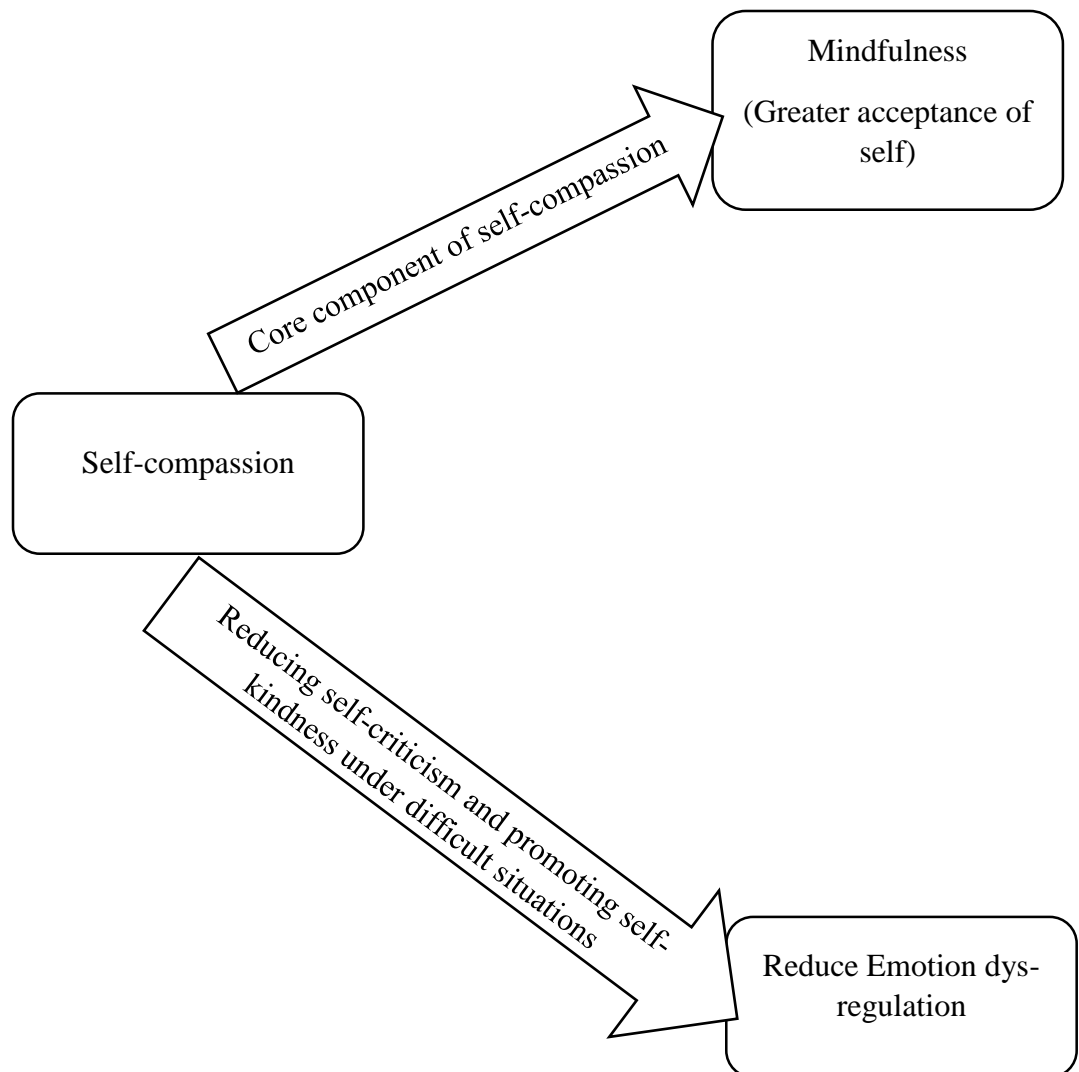 Mindfulness
(Greater acceptance of
self)
Core component of self-compassion
Self-compassion
Reducing self-criticism and promoting self-
kindness under difficult situations
Reduce Emotion dys-
regulation